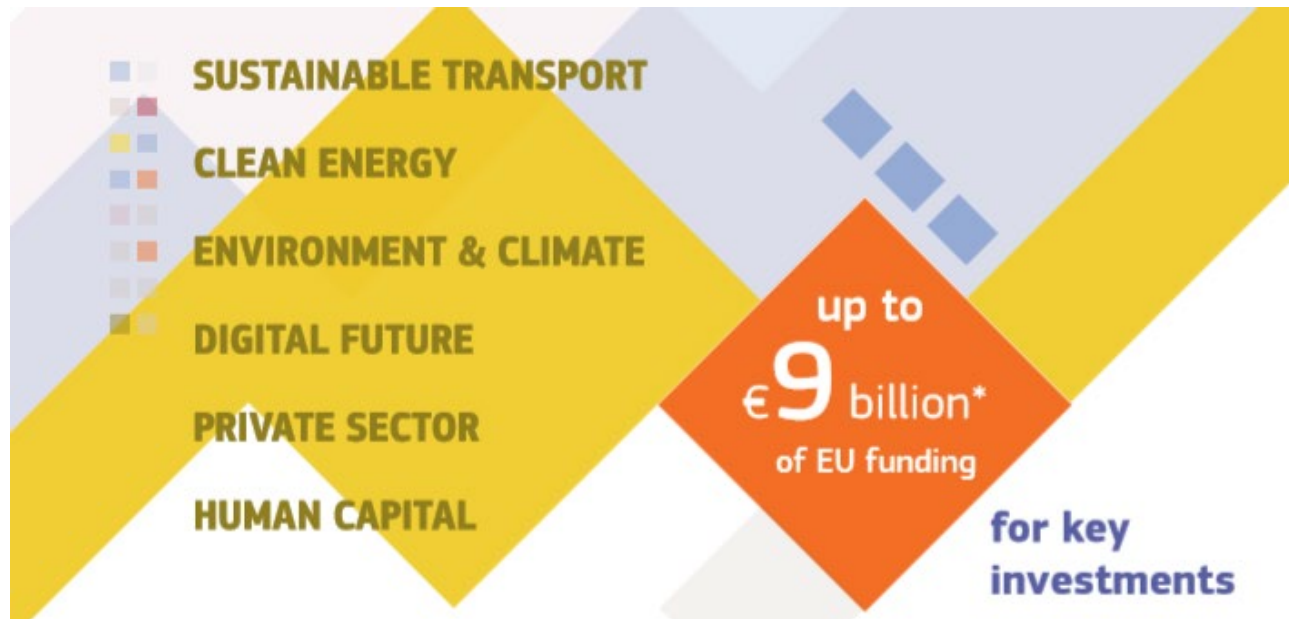 SUSTAINABLE TRANSPORT
CLEAN ENERGY
ENVIRONMENT & CLIMATE
DIGITAL FUTURE
PRIVATE SECTOR
HUMAN CAPITAL
up to
€9 billion*
of EU funding
for key
investments